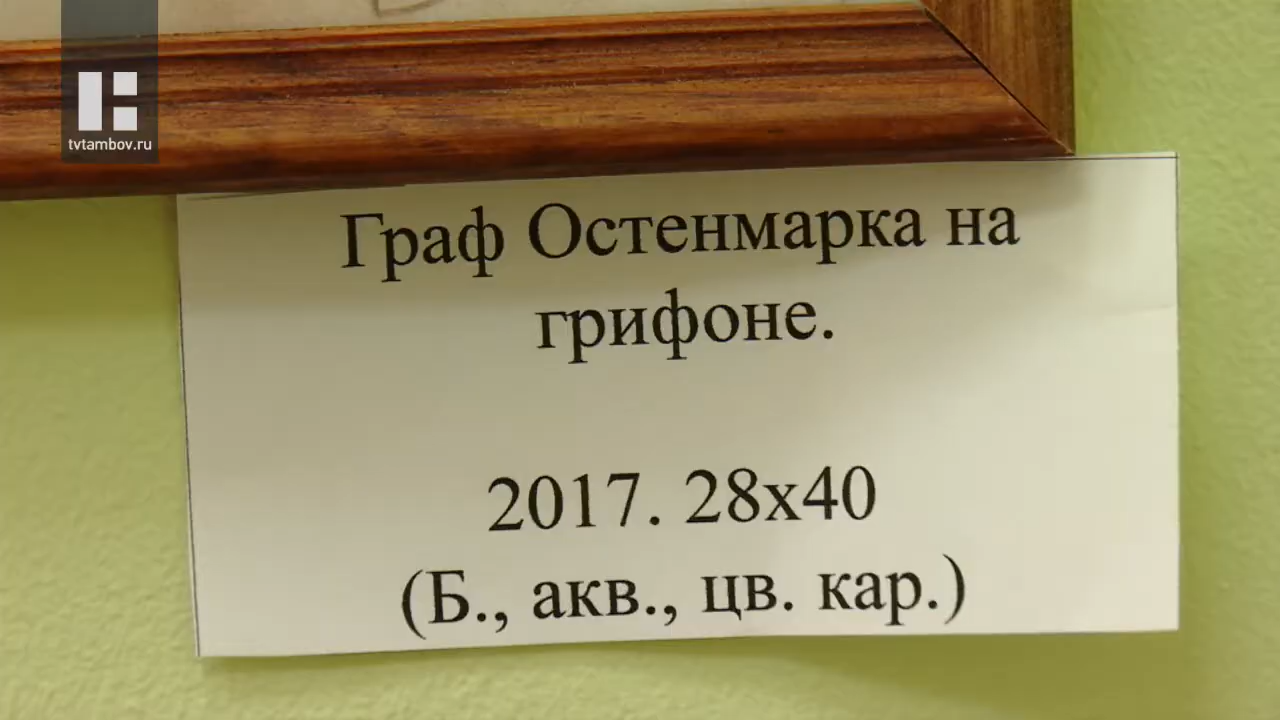 tvtambov.ru
Граф Остенмарка на
грифоне.
2017. 28х40
(Б., акв., цв. кар.)